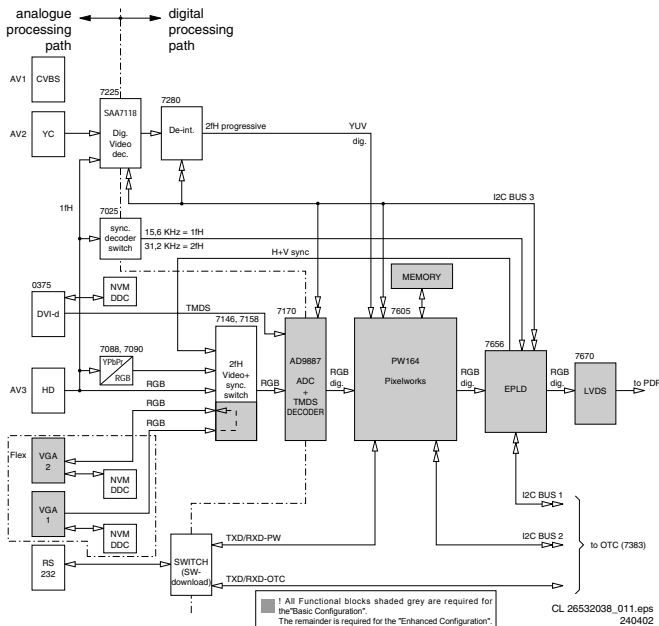 analogue
processing
path
digital
processing
path
AV1
CVBS
7225
SAA7118
Dig.
Video
dec.
7280
De-int.
2fH progressive
YUV
dig.
AV2
YC
1fH
7025
sync.
decoder
switch
15,6 KHz = 1fH
31,2 KHz = 2fH
I2C BUS 3
H+V sync
MEMORY
0375
DVI-d
NVM
DDC
TMDS
7146, 7158
2fH
Video+
sync.
switch
7170
AD9887
ADC
+
TMDS
DECODER
7605
PW164
Pixelworks
7656
EPLD
7670
LVDS
to PDP
7088, 7090
YPbPr
RGB
AV3
HD
RGB
RGB
RGB
dig.
RGB
dig.
RGB
dig.
RGB
RGB
Flex
VGA
2
NVM
DDC
VGA
1
NVM
DDC
I2C BUS 1
I2C BUS 2
to OTC (7383)
RS
232
SWITCH
(SW-
download)
TXD/RXD-PW
TXD/RXD-OTC
! All Functional blocks shaded grey are required for
the"Basic Configuration".
The remainder is required for the "Enhanced Configuration".
CL 26532038_011.eps
240402